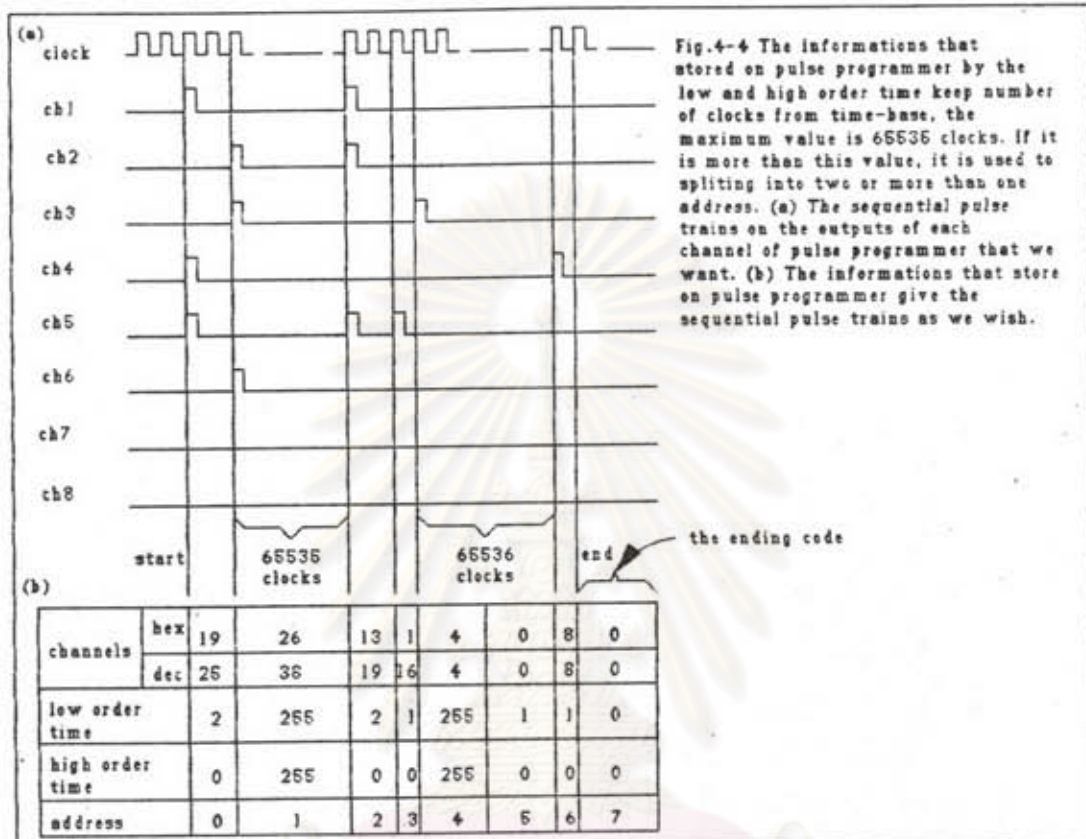 (a)
clock
ch1
ch2
ch3
ch4
ch5
ch6
ch7
ch8
Fig.4-4 The informations that
stored on pulse programmer by the
low and high order time keep number
of clocks from time-base, the
maximum value is 65535 clocks. If it
is more than this value, it is used to
spliting into two or more than one
address. (a) The sequential pulse
trains on the outputs of each
channel of pulse programmer that we
want. (b) The informations that store
on pulse programmer give the
sequential pulse trains as we wish.
start
65535
clocks
65536
clocks
end
the ending code
(b)
channels
hex 19 26 13 1 4 0 8 0
dec 25 38 19 16 4 0 8 0
low order
time
2 255 2 1 255 1 1 0
high order
time
0 255 0 0 255 0 0 0
address 0 1 2 3 4 5 6 7